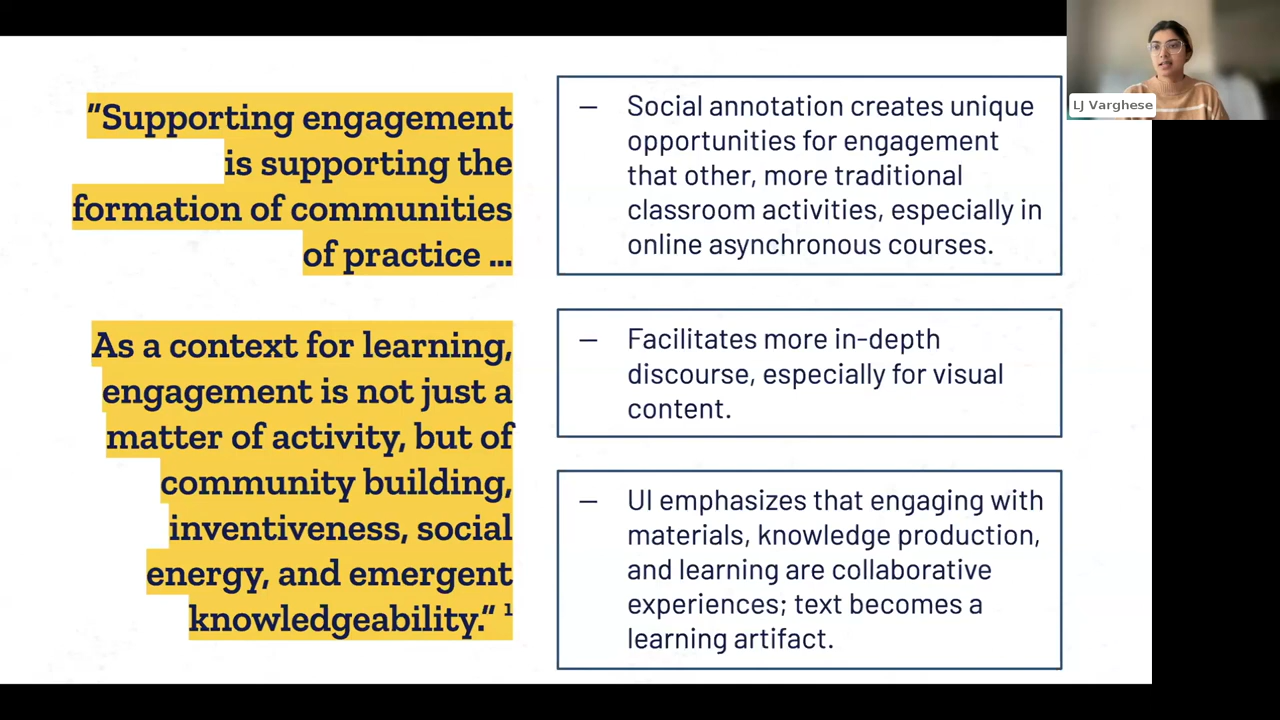 "Supporting engagement
is supporting the
formation of communities
of practice ...
As a context for learning,
engagement is not just a
matter of activity, but of
community building,
inventiveness, social
energy, and emergent
knowledgeability." ¹
— Social annotation creates unique
opportunities for engagement
that other, more traditional
classroom activities, especially in
online asynchronous courses.
— Facilitates more in-depth
discourse, especially for visual
content.
— UI emphasizes that engaging with
materials, knowledge production,
and learning are collaborative
experiences; text becomes a
learning artifact.
LJ Varghese